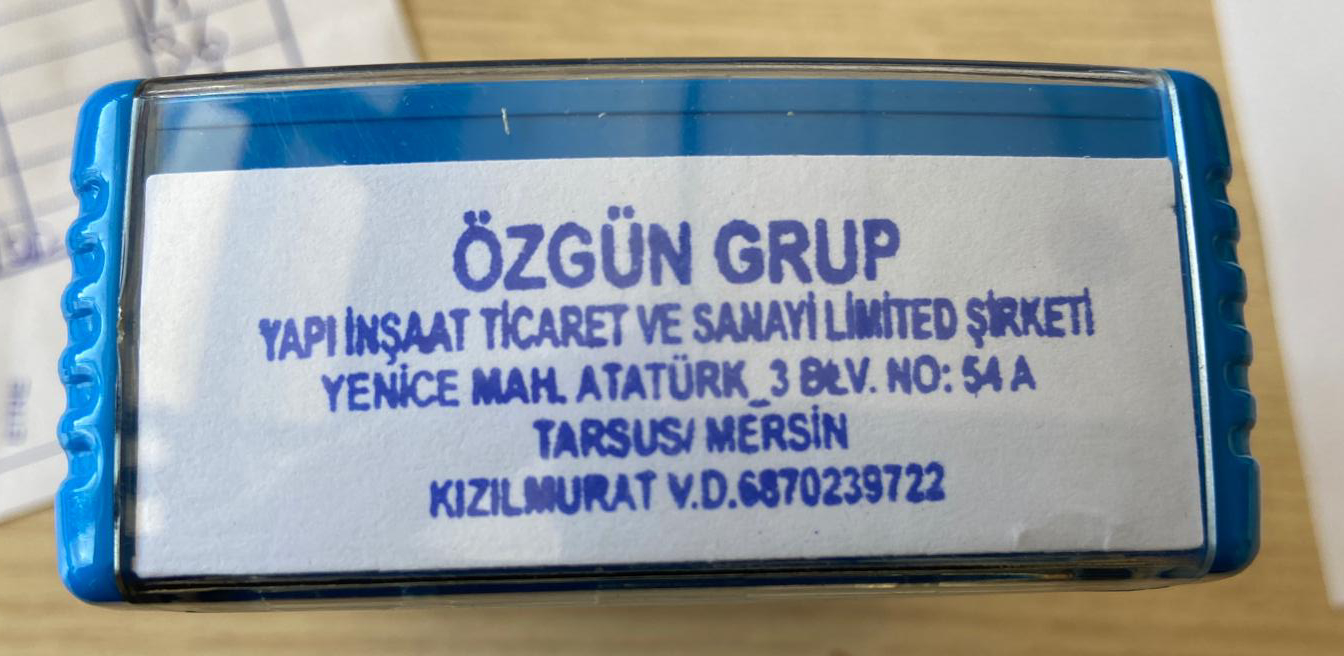 ÖZGÜN GRUP
YAPI İNŞAAT TİCARET VE SANAYİ LİMİTED ŞİRKETİ
YENİCE MAH. ATATÜRK_3 BLV. NO: 54 A
TARSUS/ MERSİN
KIZILMURAT V.D.6870239722